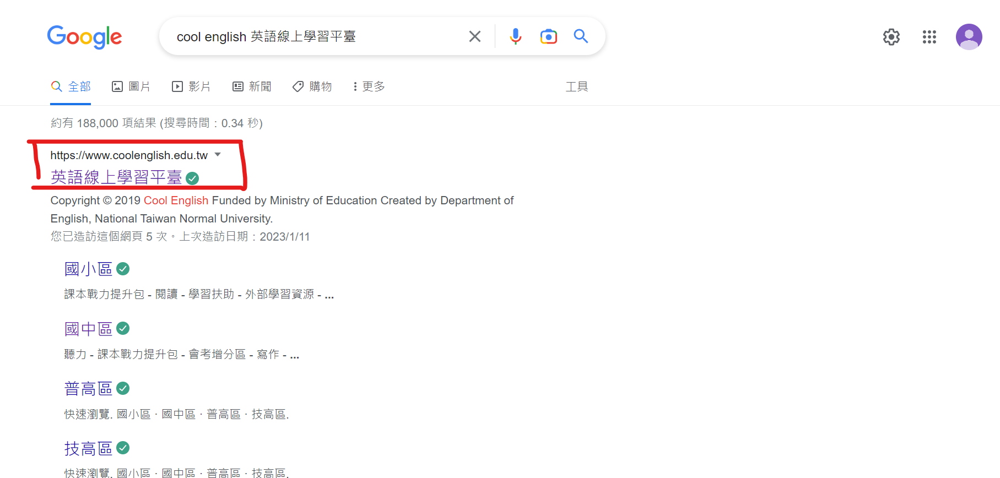 Google
cool english 英語線上學習平臺
全部 圖片 影片 新聞 購物 更多 工具
約有 188,000 項結果 (搜尋時間：0.34 秒)
https://www.coolenglish.edu.tw
英語線上學習平臺
Copyright © 2019 Cool English Funded by Ministry of Education Created by Department of
English, National Taiwan Normal University.
您已造訪這個網頁 5 次。上次造訪日期：2023/1/11
國小區
課本戰力提升包 - 閱讀 - 學習扶助 - 外部學習資源 - ...
國中區
聽力 - 課本戰力提升包 - 會考增分區 - 寫作 - ...
普高區
快速瀏覽. 國小區 · 國中區 · 普高區 · 技高區.
技高區
快速瀏覽. 國小區 · 國中區 · 普高區 · 技高區.